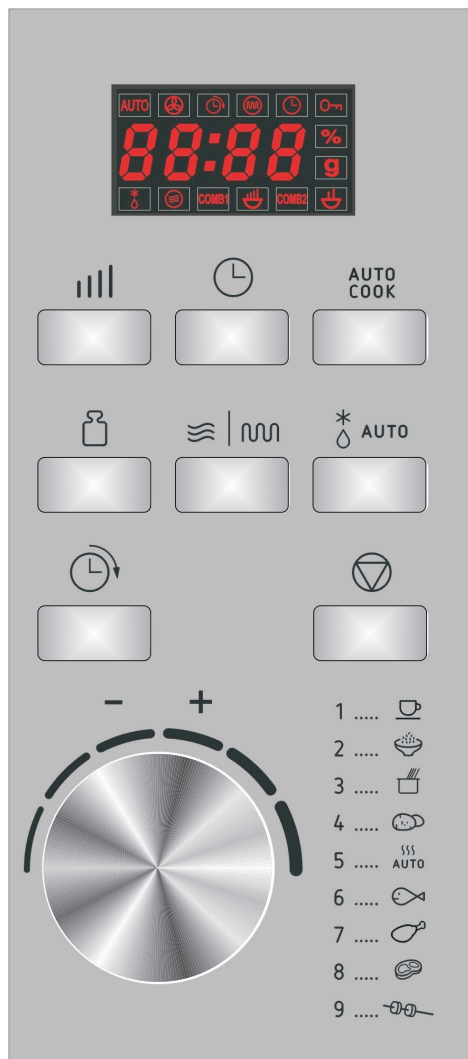 AUTO
88:88 %
g
COMB1 COMB2
AUTO
COOK
AUTO
- +
1 .....
2 .....
3 .....
4 .....
5 ..... AUTO
6 .....
7 .....
8 .....
9 .....